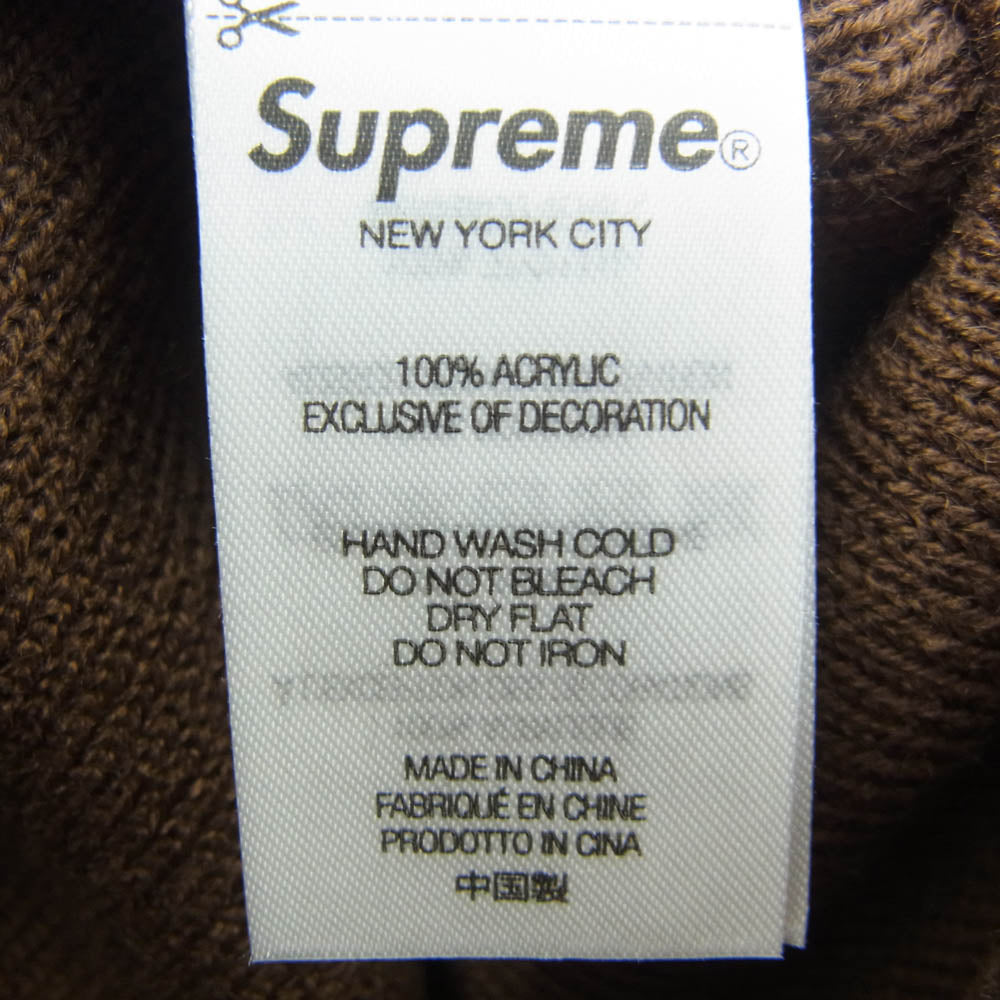 Supreme®
NEW YORK CITY
100% ACRYLIC
EXCLUSIVE OF DECORATION
HAND WASH COLD
DO NOT BLEACH
DRY FLAT
DO NOT IRON
MADE IN CHINA
FABRIQUÉ EN CHINE
PRODOTTO IN CINA
中国製